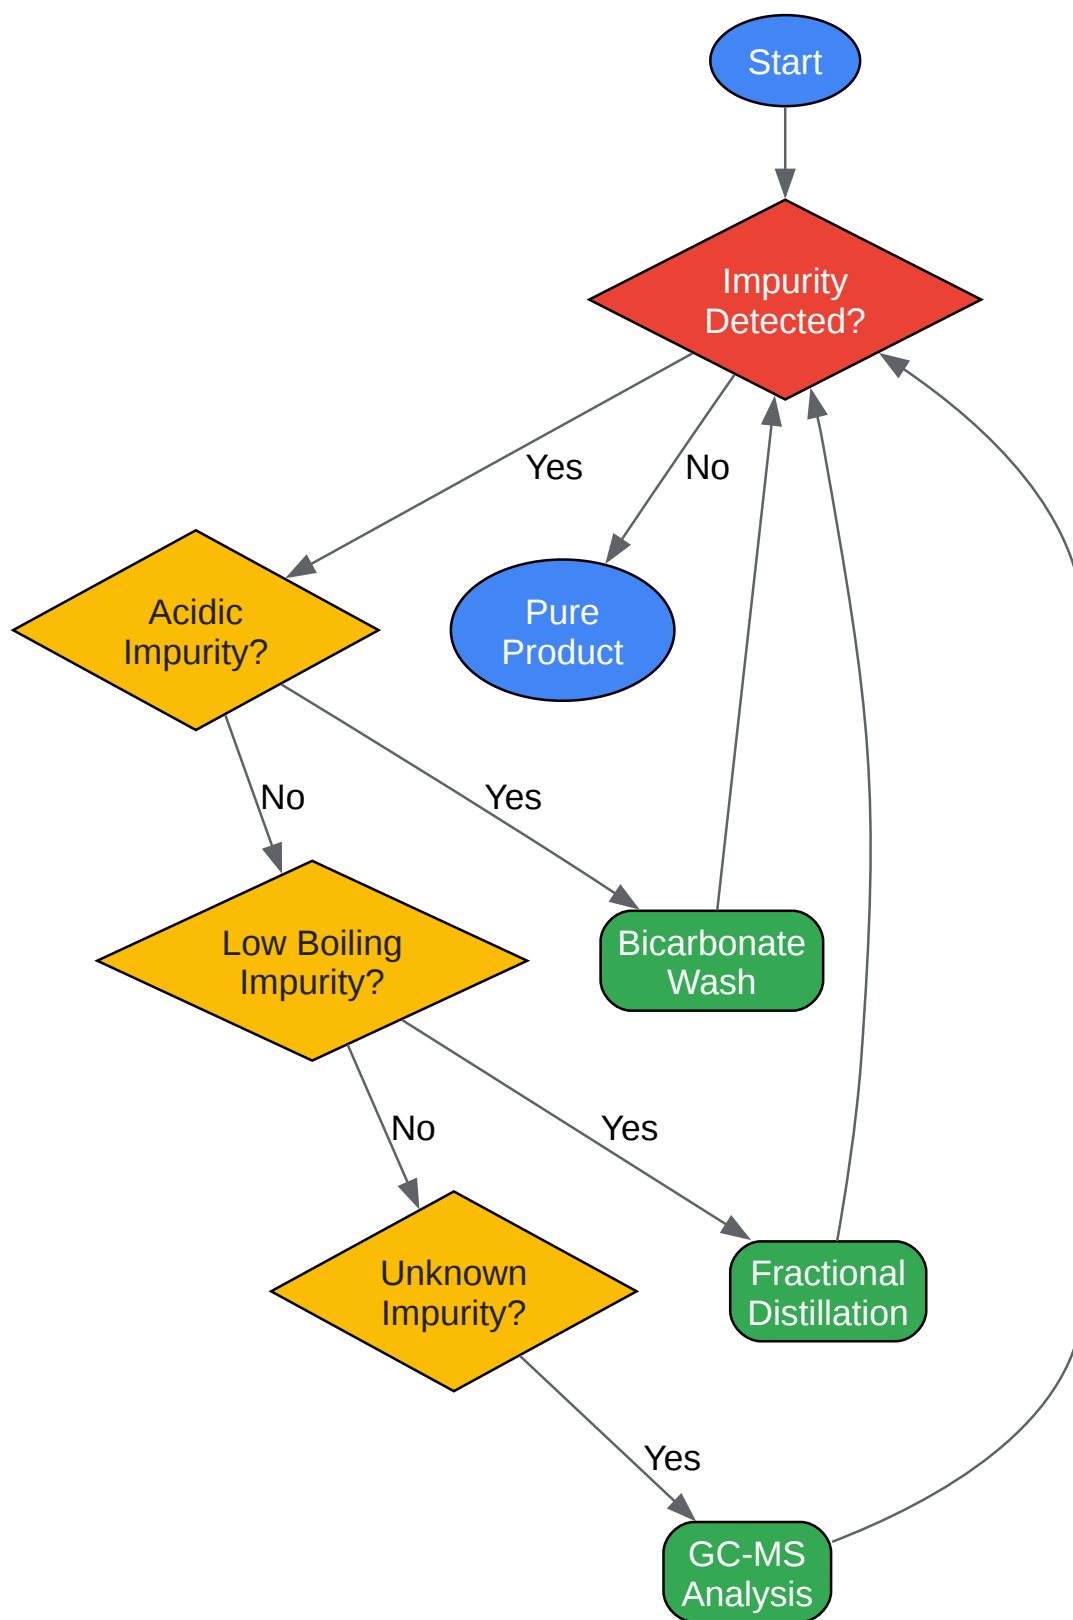 Start
Impurity
Detected?
Yes
No
Acidic
Impurity?
Pure
Product
No
Yes
Low Boiling
Impurity?
Bicarbonate
Wash
No
Yes
Unknown
Impurity?
Fractional
Distillation
Yes
GC-MS
Analysis